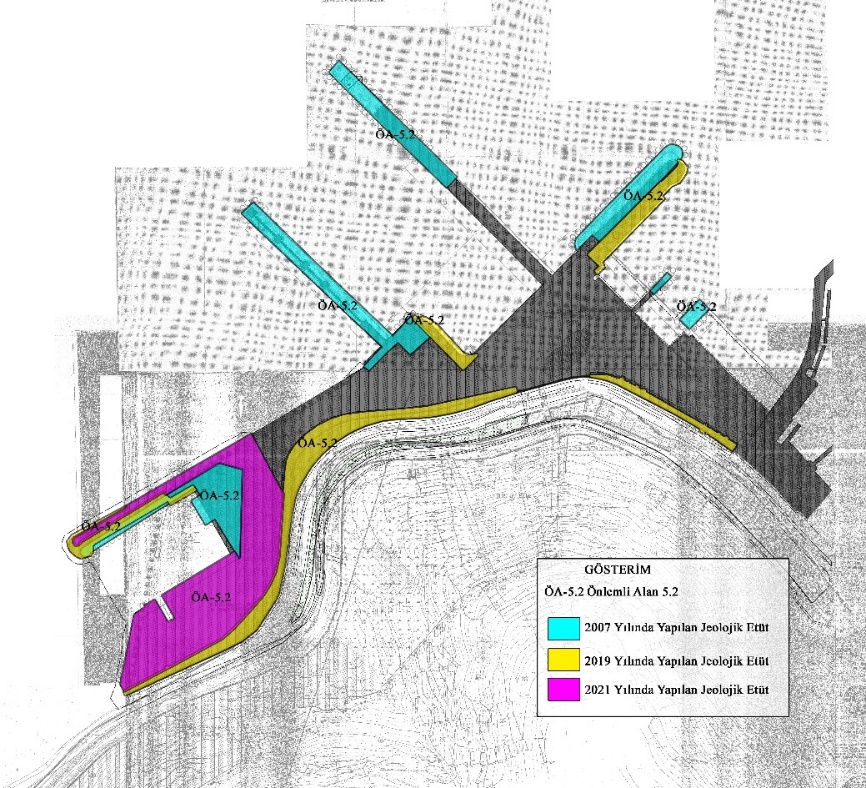 ÖA-5.2
ÖA-5.2
ÖA-5.2
ÖA-5.2
ÖA-5.2
ÖA-5.2
ÖA-5.2
ÖA-5.2
ÖA-5.2
GÖSTERİM
ÖA-5.2 Önlemli Alan 5.2
2007 Yılında Yapılan Jeolojik Etüt
2019 Yılında Yapılan Jeolojik Etüt
2021 Yılında Yapılan Jeolojik Etüt